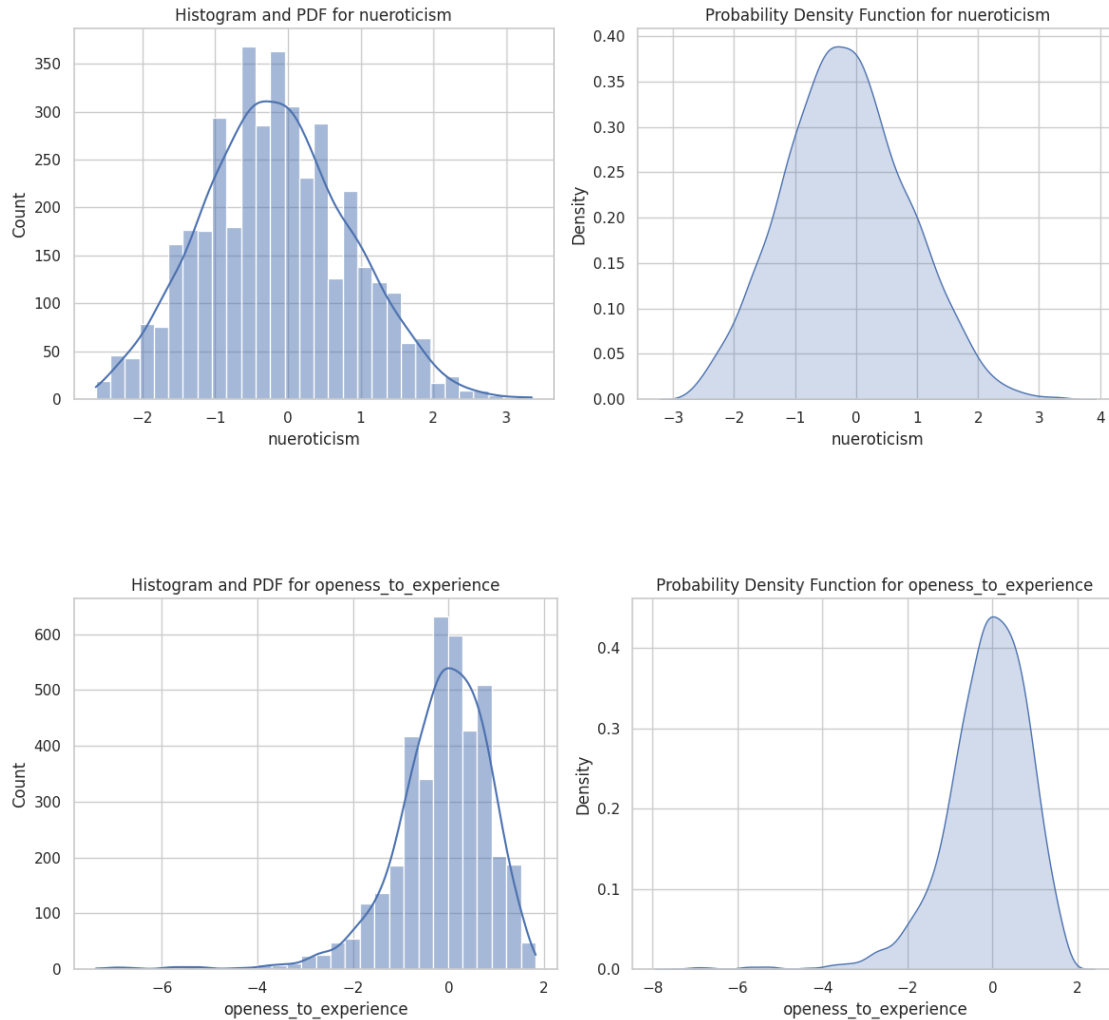 Histogram and PDF for nueroticism
350
300
250
200
150
100
50
0
Count
−2 −1 0 1 2 3
nueroticism
Probability Density Function for nueroticism
0.40
0.35
0.30
0.25
0.20
0.15
0.10
0.05
0.00
Density
−3 −2 −1 0 1 2 3 4
nueroticism
Histogram and PDF for openess_to_experience
600
500
400
300
200
100
0
Count
−6 −4 −2 0 2
openess_to_experience
Probability Density Function for openess_to_experience
0.4
0.3
0.2
0.1
0.0
Density
−8 −6 −4 −2 0 2
openess_to_experience